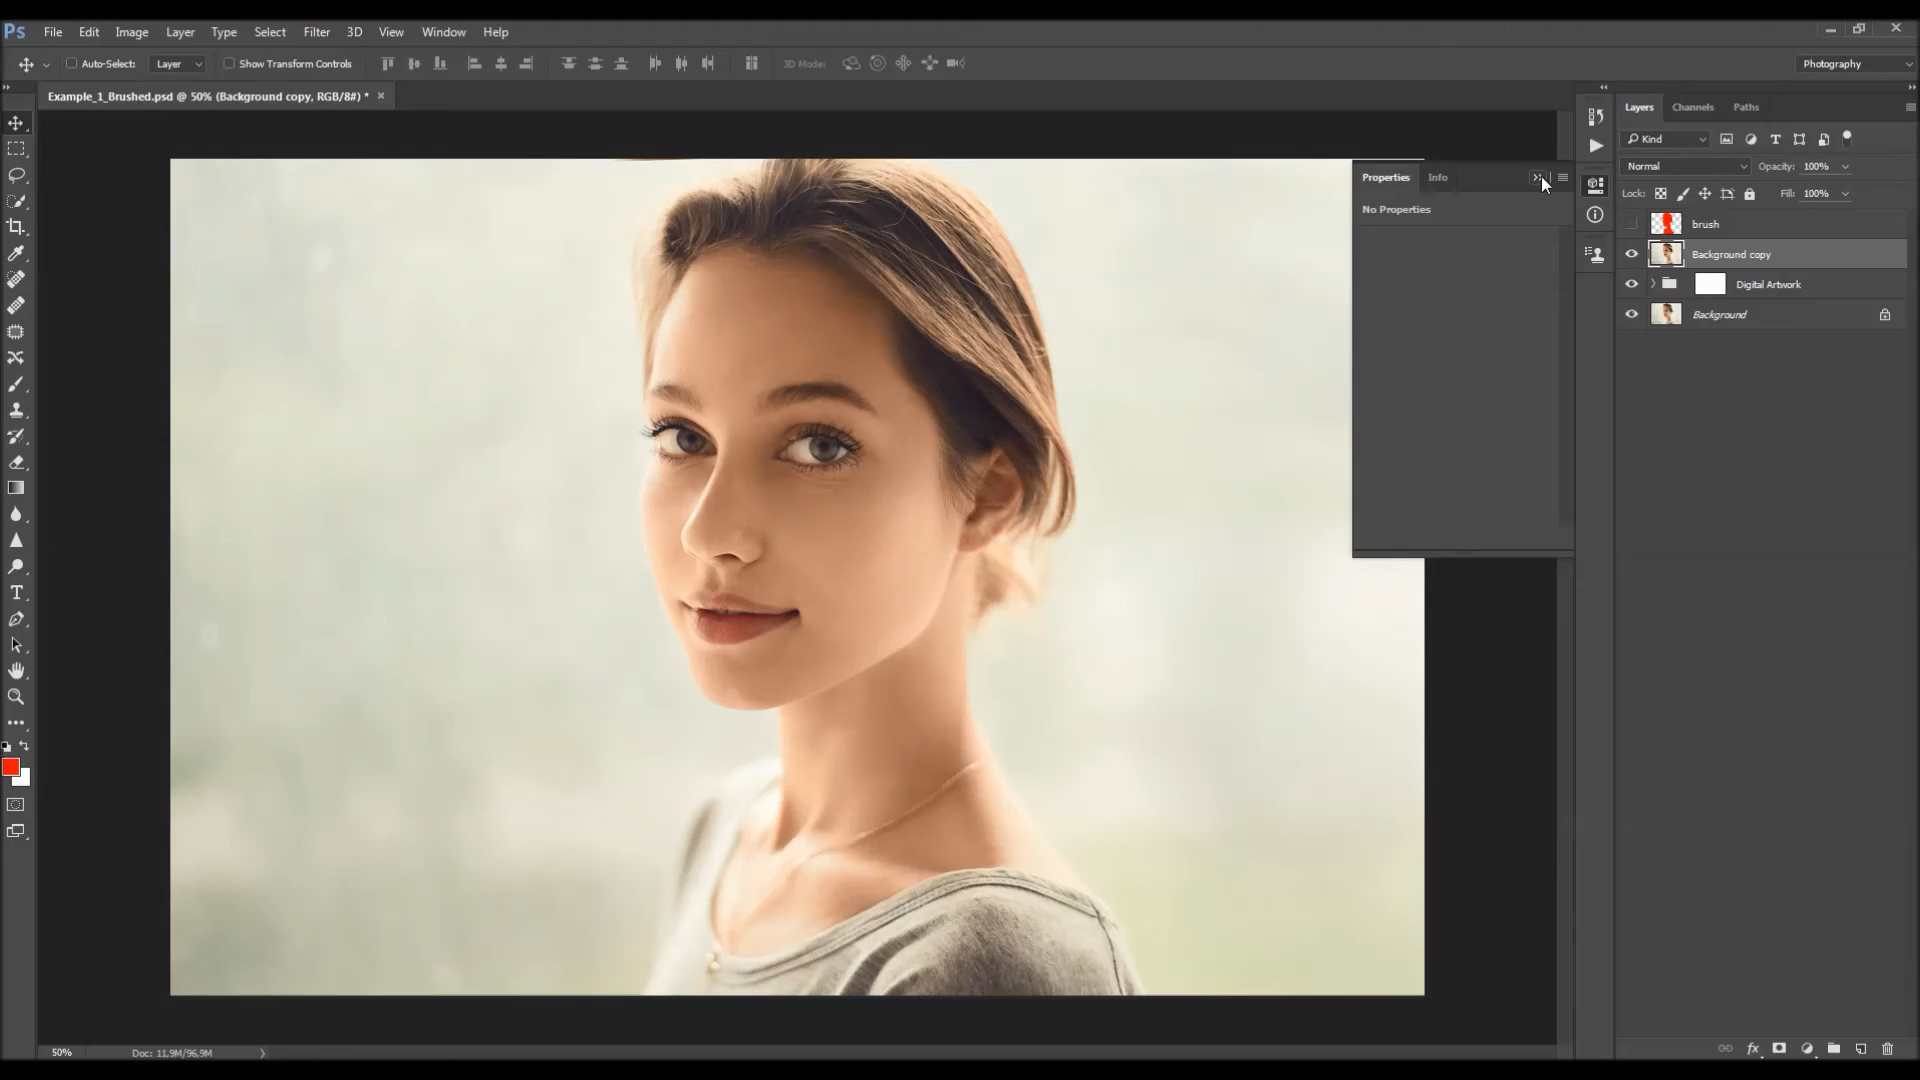 Ps File Edit Image Layer Type Select Filter 3D View Window Help
Auto-Select: Layer Show Transform Controls 3D Mode: Photography
Example_1_Brushed.psd @ 50% (Background copy, RGB/8#) *
Layers Channels Paths
Kind
Normal Opacity: 100%
Properties Info
Lock: Fill: 100%
No Properties
brush
Background copy
Digital Artwork
Background
50% Doc: 11,9M/96,9M
fx